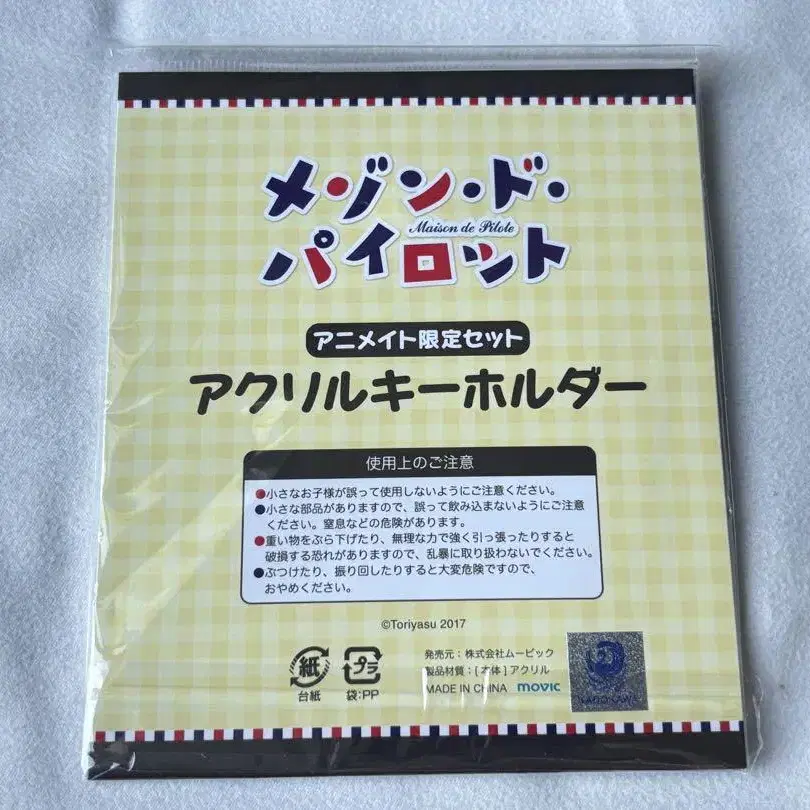 メゾン・ド・
Maison de Pilote
パイロット
アニメイト限定セット
アクリルキーホルダー
使用上のご注意
●小さなお子様が誤って使用しないようにご注意ください。
●小さな部品がありますので、誤って飲み込まないようにご注意
ください。窒息などの危険があります。
●重い物をぶら下げたり、無理な力で強く引っ張ったりすると
破損する恐れがありますので、乱暴に取り扱わないでください。
●ぶつけたり、振り回したりすると大変危険ですので、
おやめください。
©Toriyasu 2017
紙
台紙
プラ
袋:PP
発売元:株式会社ムービック
製品材質:[本体]アクリル
MADE IN CHINA movic
KADOKAWA